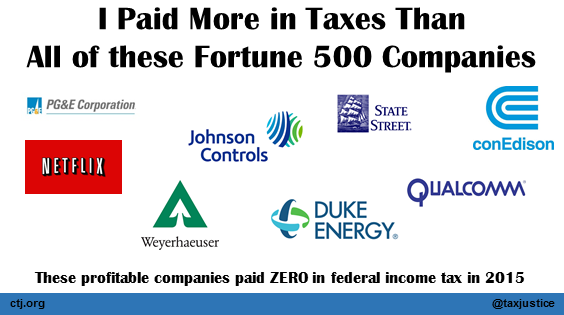 I Paid More in Taxes Than
All of these Fortune 500 Companies
PG&E Corporation
STATE
STREET.
conEdison
Johnson
Controls
NETFLIX
QUALCOMM®
Weyerhaeuser
DUKE
ENERGY®
These profitable companies paid ZERO in federal income tax in 2015
ctj.org @taxjustice